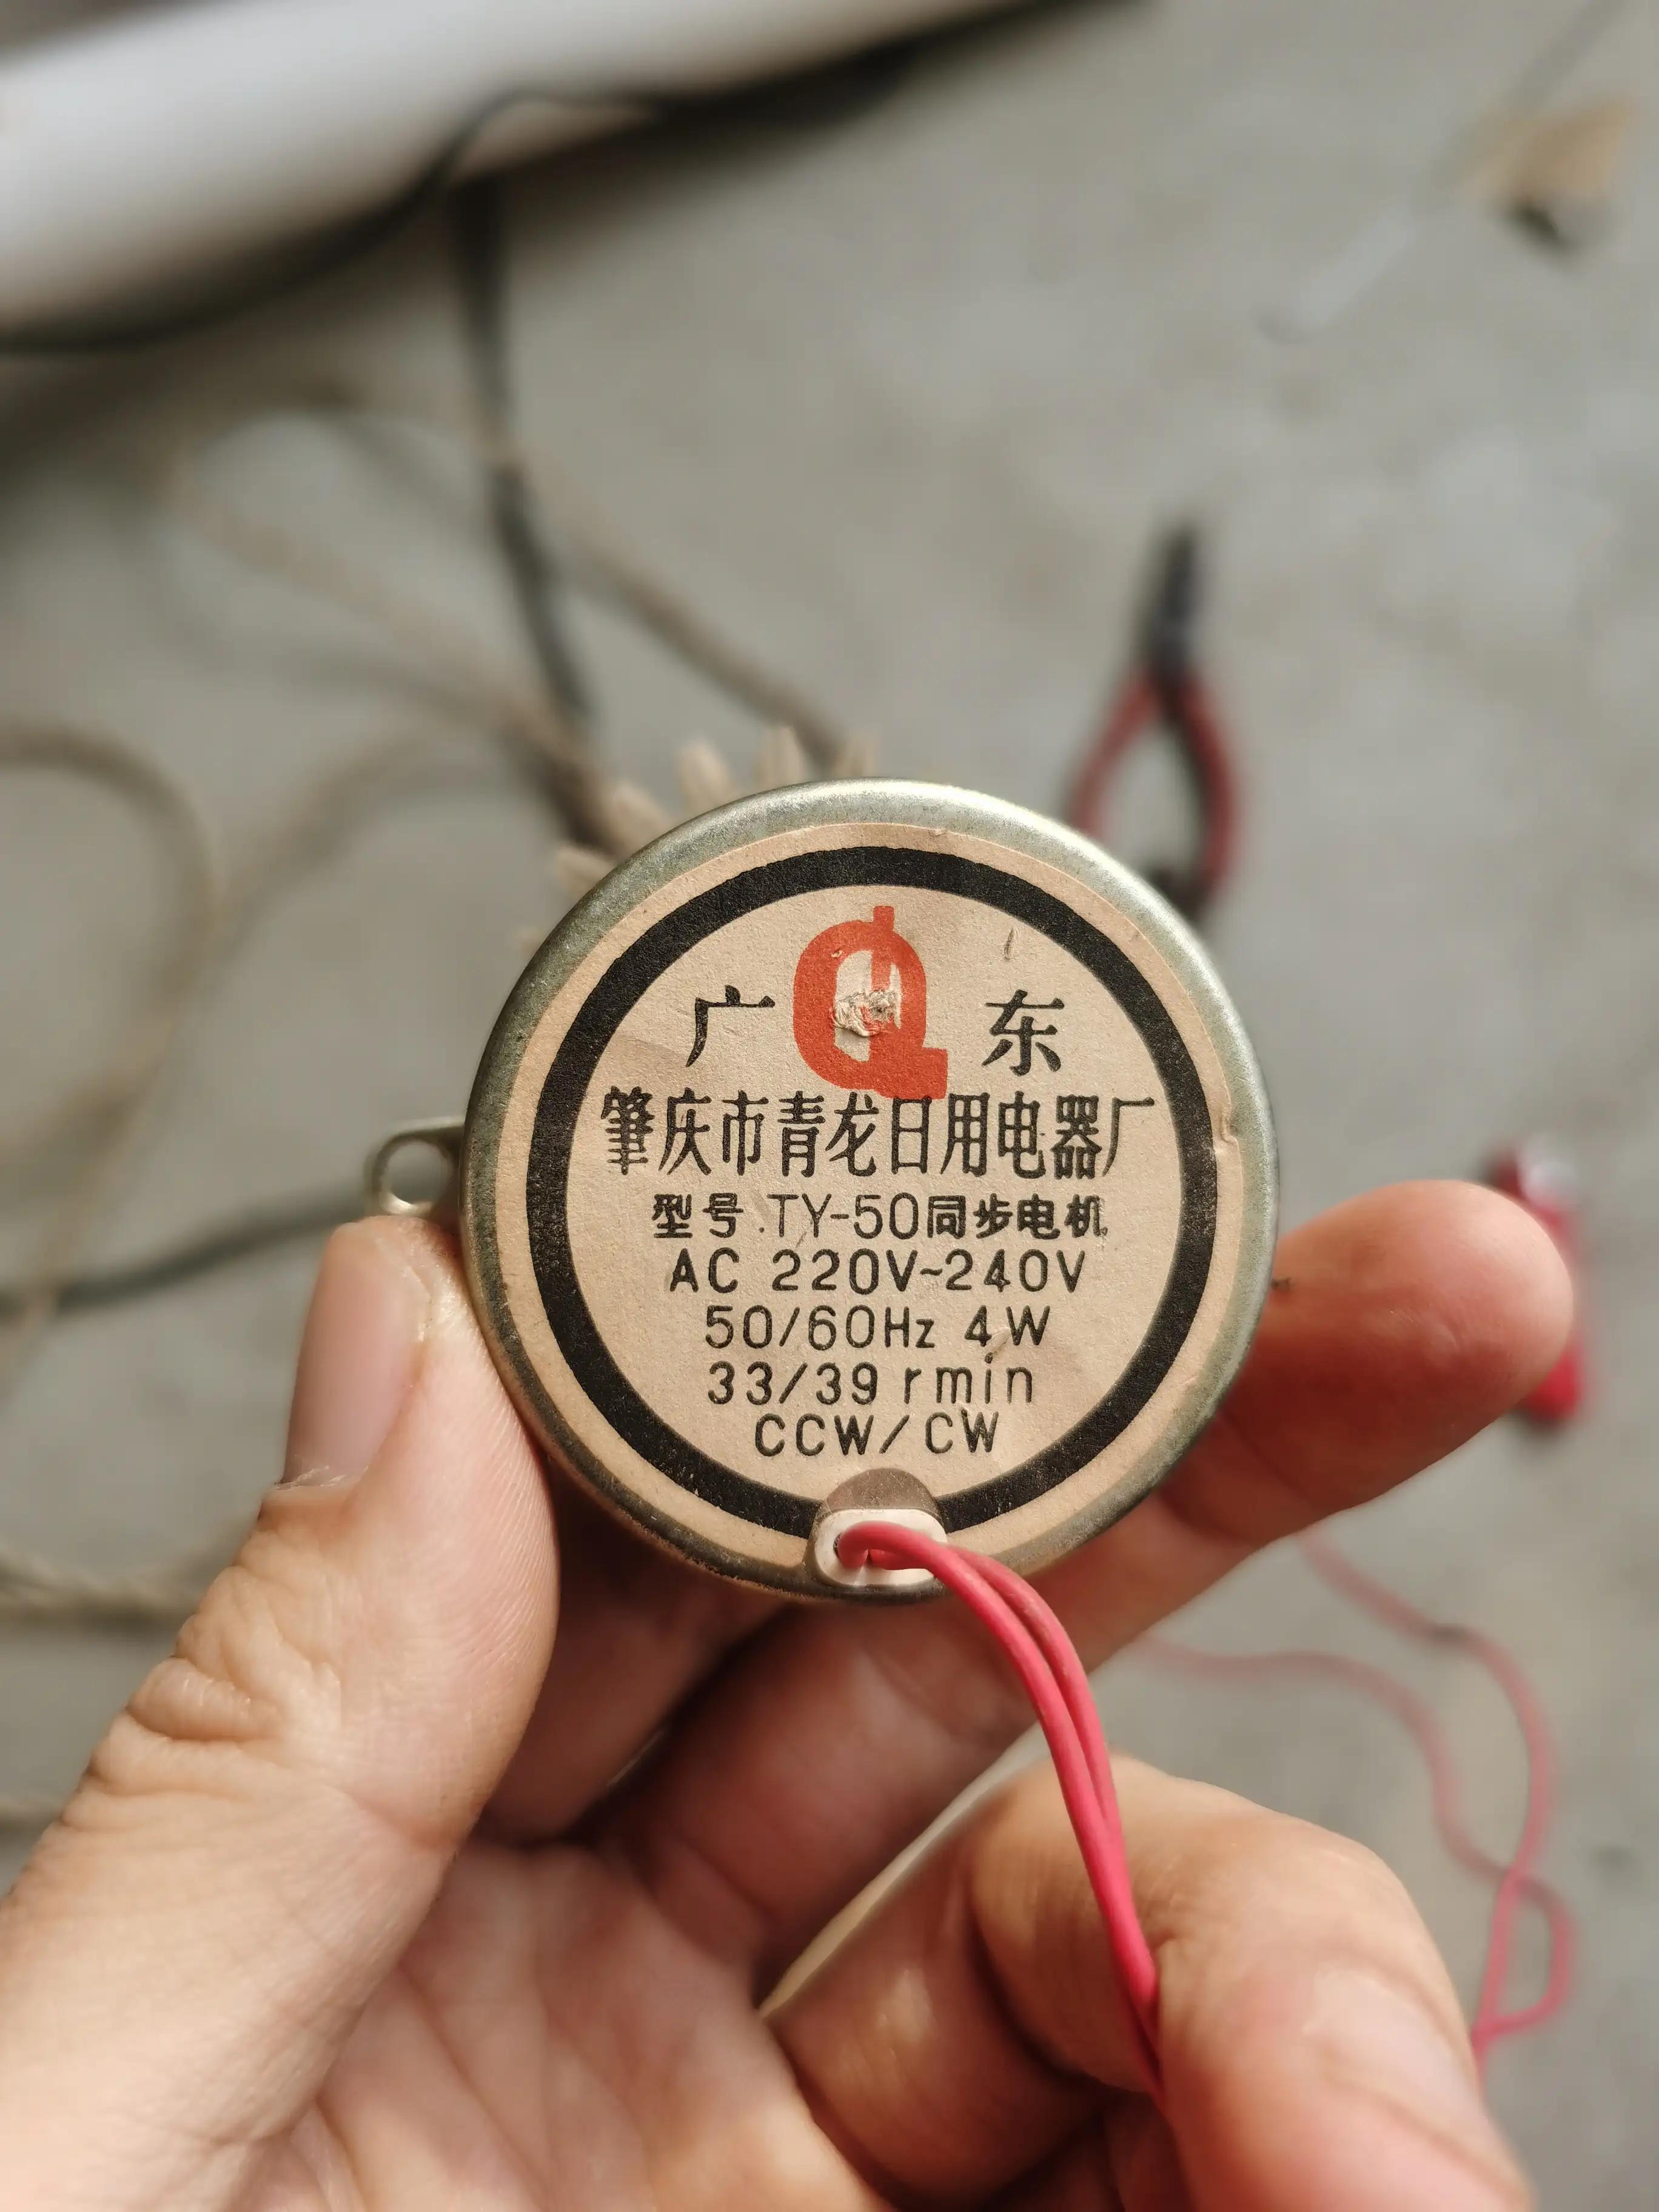 广 Q 东
肇庆市青龙日用电器厂
型号 TY-50同步电机
AC 220V~240V
50/60Hz 4W
33/39 rmin
CCW/CW